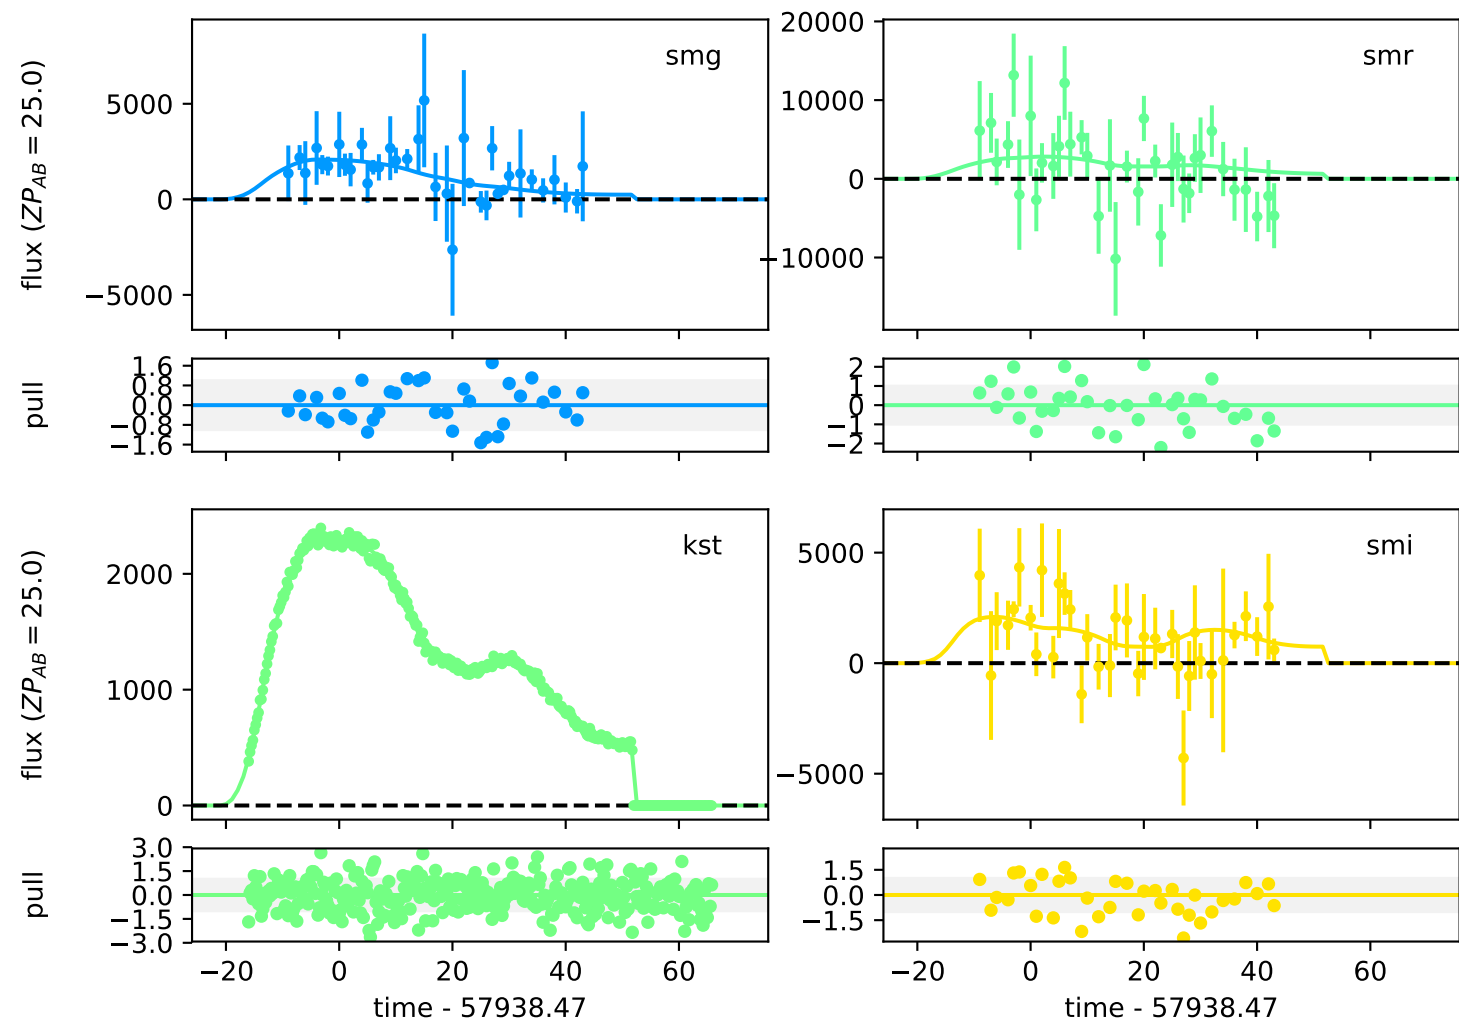 flux (ZP_AB = 25.0)
5000
0
−5000
smg
20000
10000
0
−10000
smr
pull
1.6
0.8
0.0
−0.8
−1.6
2
1
0
−1
−2
flux (ZP_AB = 25.0)
2000
1000
0
kst
5000
0
−5000
smi
pull
3.0
1.5
0.0
−1.5
−3.0
1.5
0.0
−1.5
−20 0 20 40 60
−20 0 20 40 60
time - 57938.47
time - 57938.47